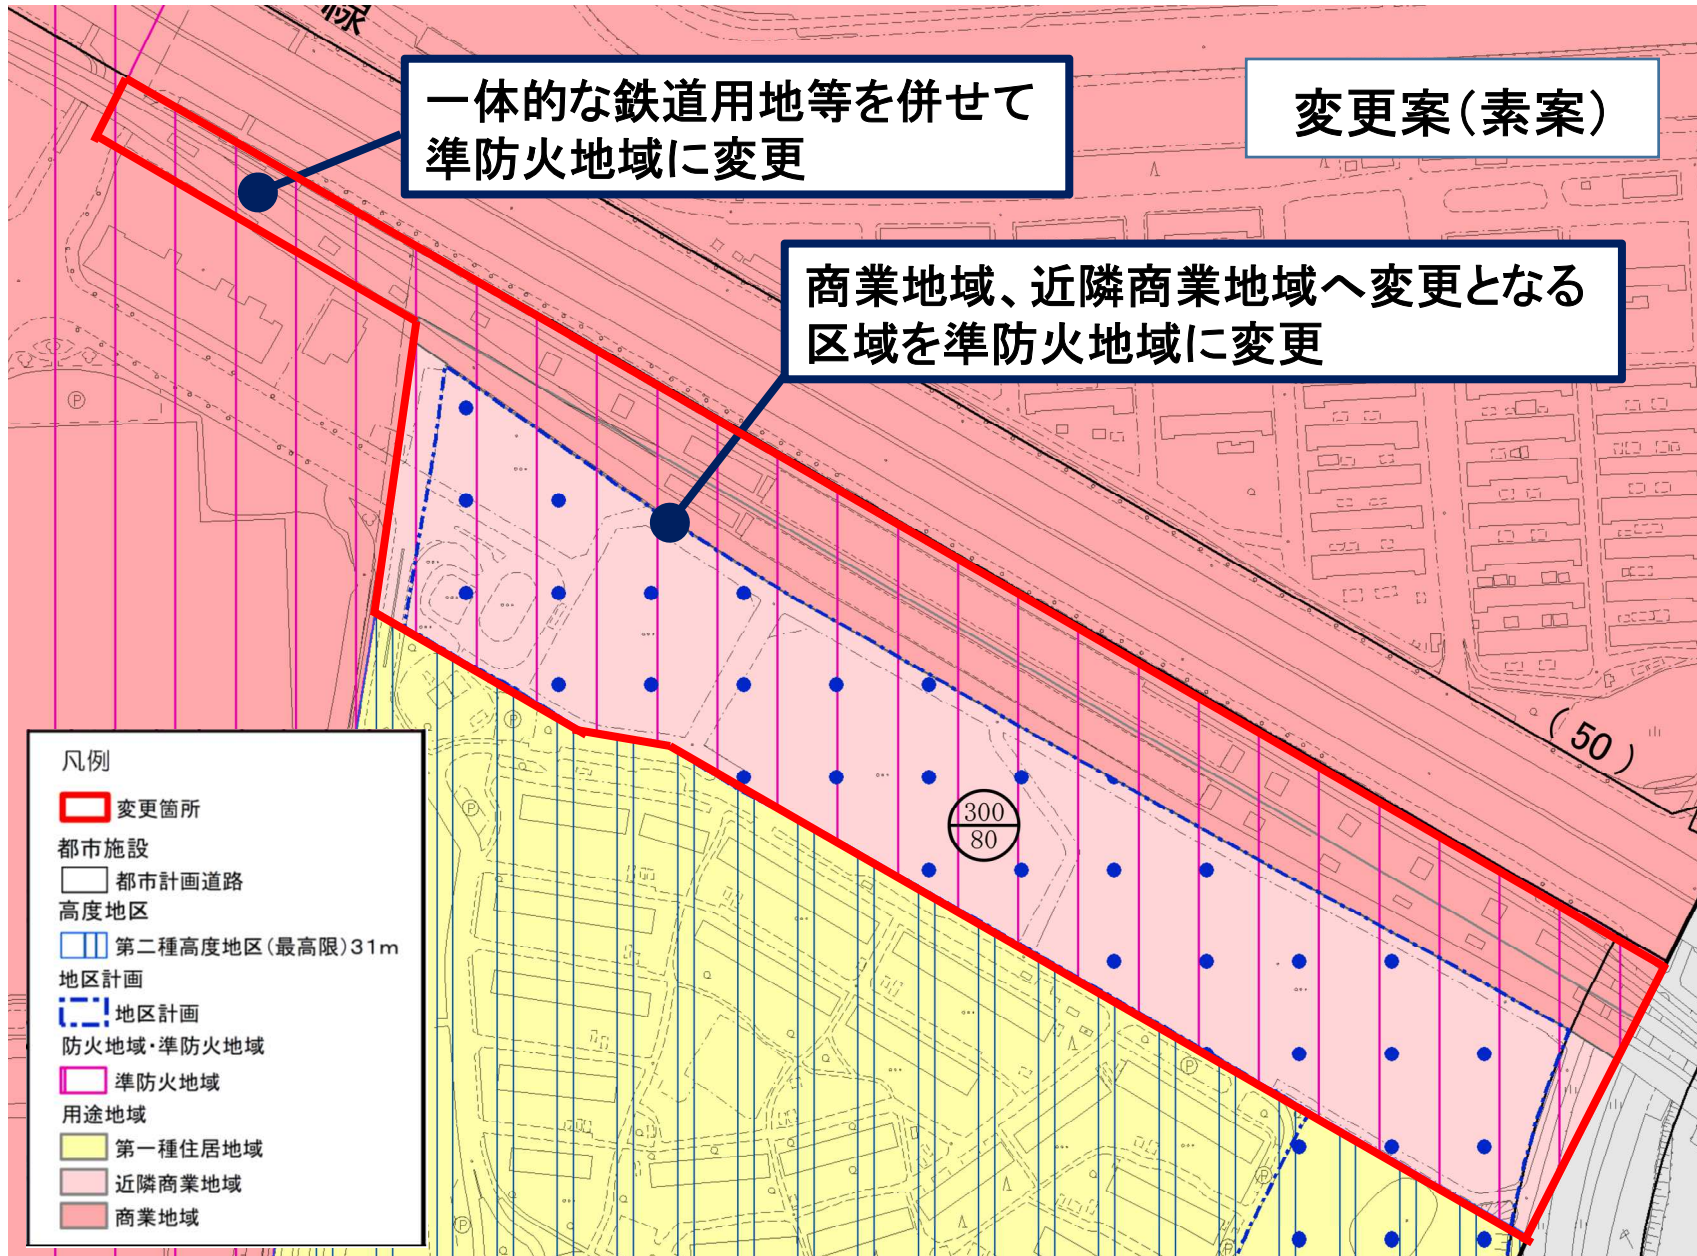 線
一体的な鉄道用地等を併せて
準防火地域に変更
変更案(素案)
商業地域、近隣商業地域へ変更となる
区域を準防火地域に変更
Ⓟ
(50)
300
80
Ⓟ
Ⓟ
Ⓟ
Ⓟ
Ⓟ
Ⓟ
凡例
変更箇所
都市施設
都市計画道路
高度地区
第二種高度地区(最高限)31m
地区計画
地区計画
防火地域・準防火地域
準防火地域
用途地域
第一種住居地域
近隣商業地域
商業地域